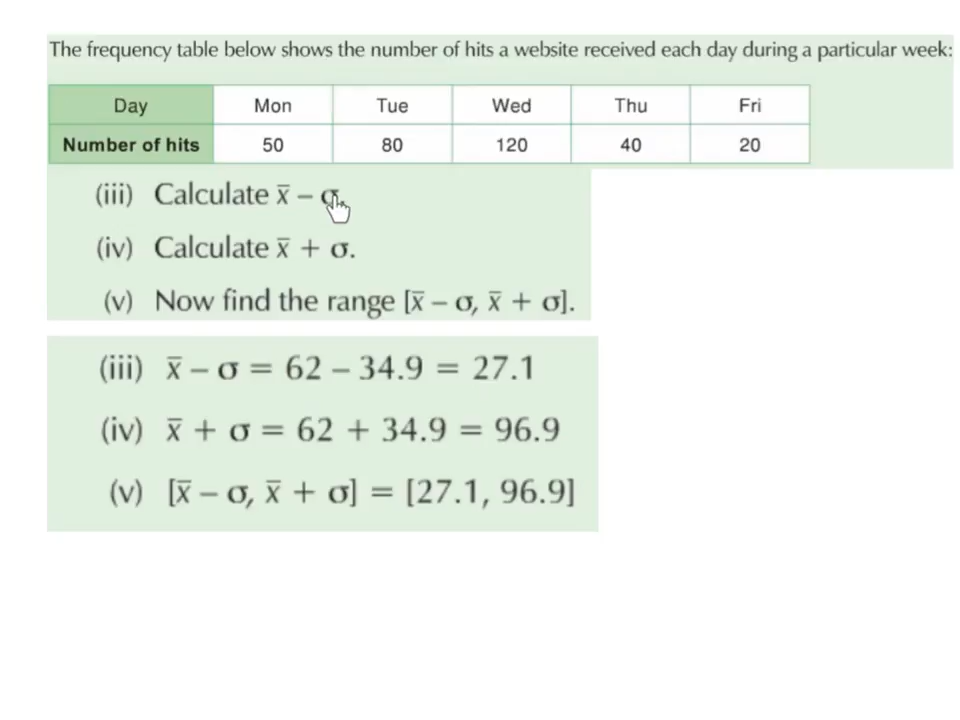 The frequency table below shows the number of hits a website received each day during a particular week:
Day Mon Tue Wed Thu Fri
Number of hits 50 80 120 40 20
(iii) Calculate x̄ – σ.
(iv) Calculate x̄ + σ.
(v) Now find the range [x̄ – σ, x̄ + σ].
(iii) x̄ – σ = 62 – 34.9 = 27.1
(iv) x̄ + σ = 62 + 34.9 = 96.9
(v) [x̄ – σ, x̄ + σ] = [27.1, 96.9]